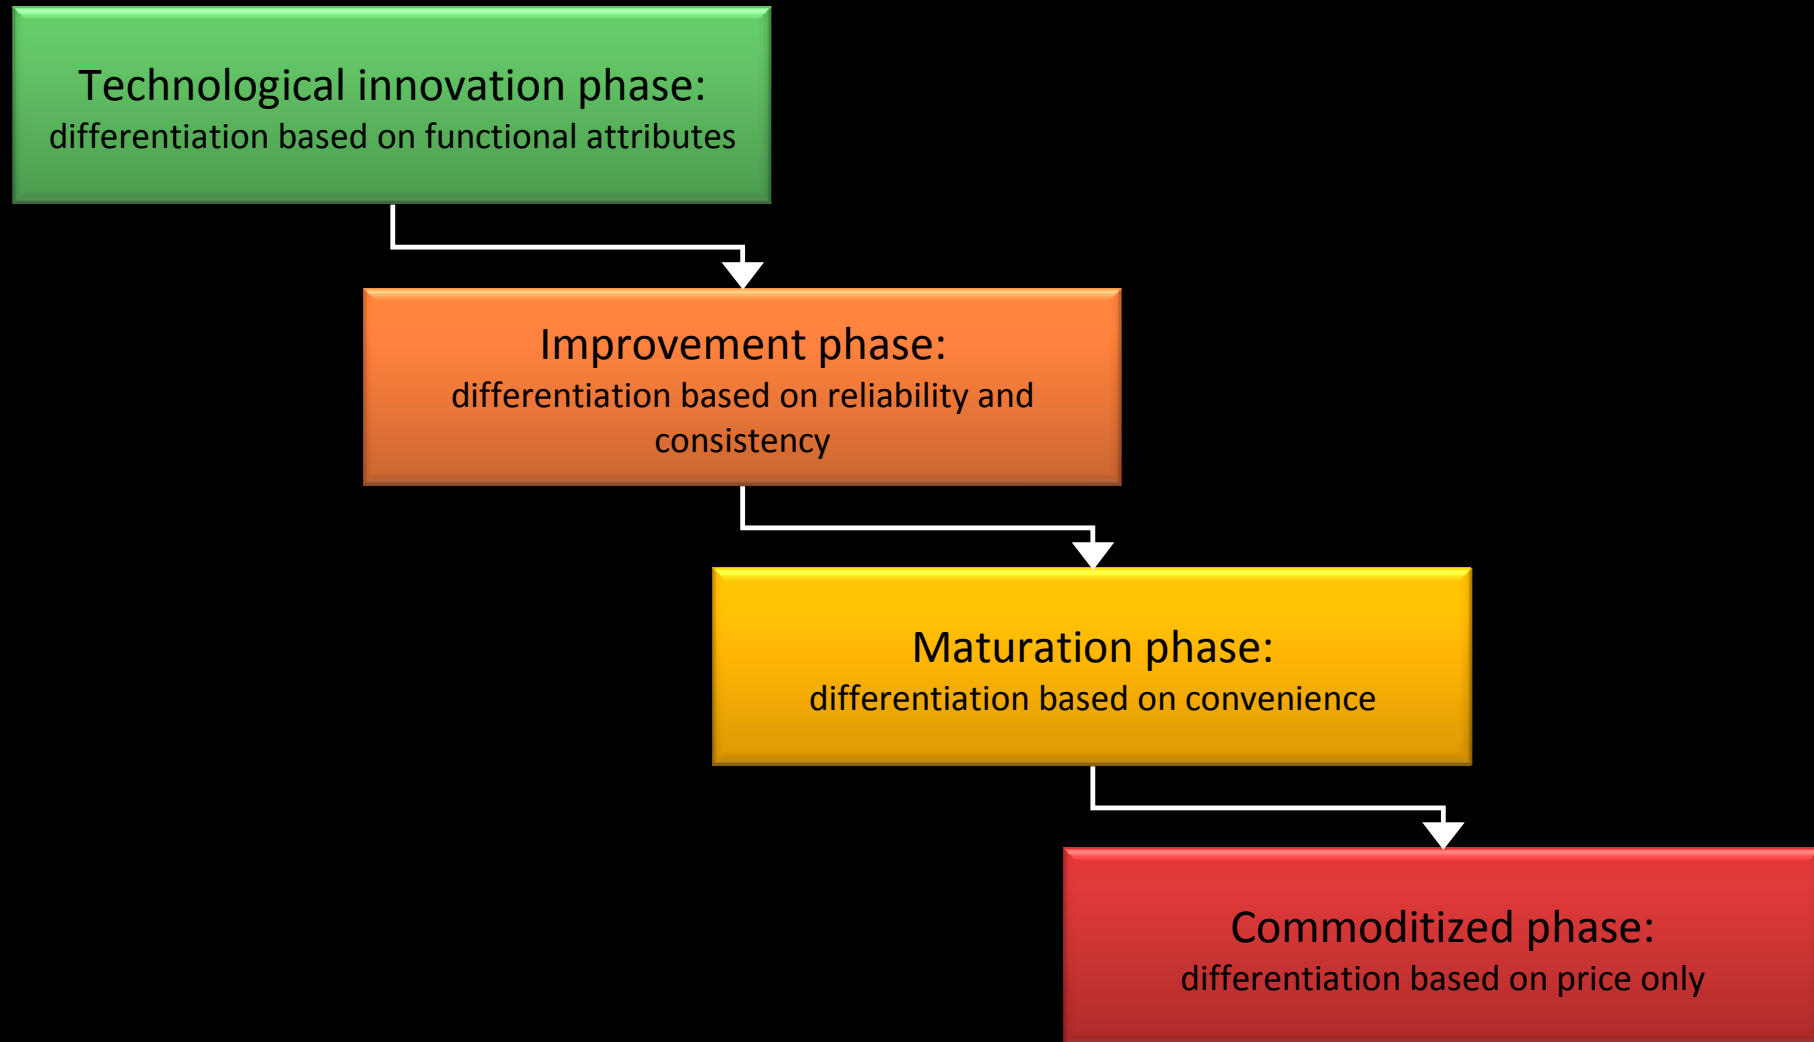 Technological innovation phase:
differentiation based on functional attributes
Improvement phase:
differentiation based on reliability and
consistency
Maturation phase:
differentiation based on convenience
Commoditized phase:
differentiation based on price only